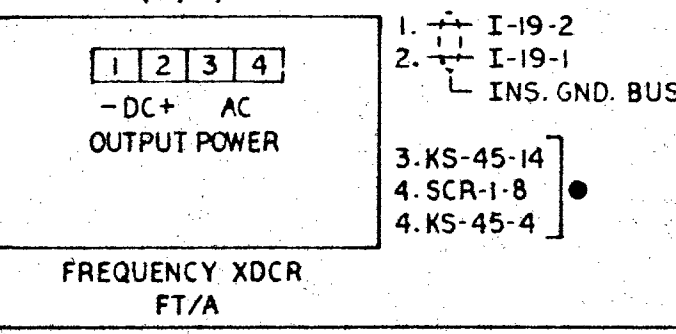 1 2 3 4
-DC+ AC
OUTPUT POWER
FREQUENCY XDCR
FT/A
1. I-19-2
2. I-19-1
INS. GND. BUS
3.KS-45-14
4.SCR-1-8
4.KS-45-4